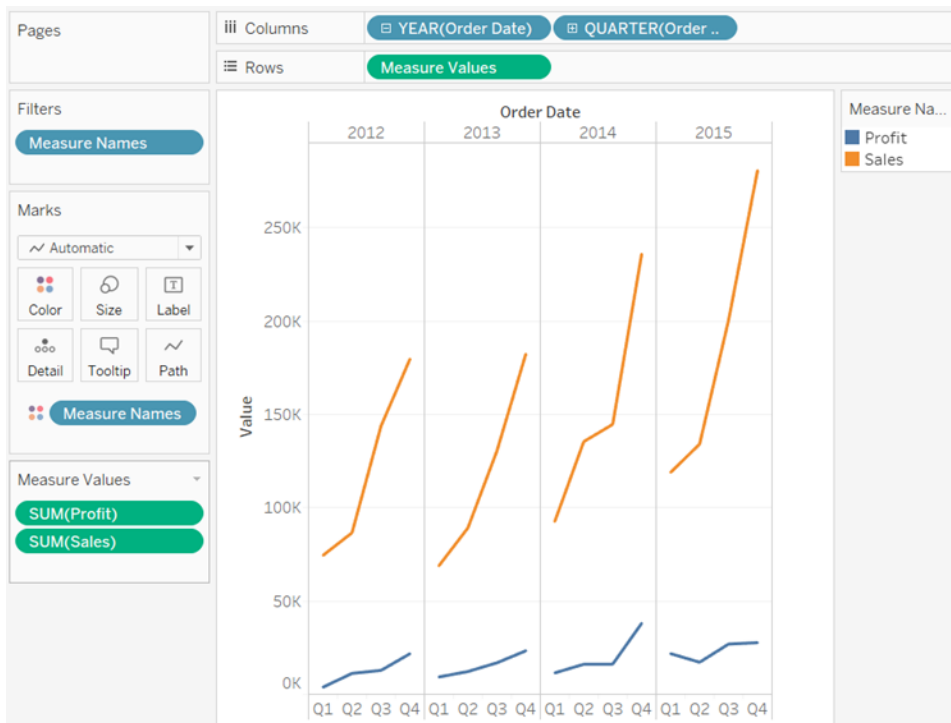 Pages
Columns
YEAR(Order Date)
QUARTER(Order ..
Rows
Measure Values
Filters
Measure Names
Marks
Automatic
Color
Size
Label
Detail
Tooltip
Path
Measure Names
Measure Values
SUM(Profit)
SUM(Sales)
Order Date
2012 2013 2014 2015
Value
250K
200K
150K
100K
50K
0K
Q1 Q2 Q3 Q4 Q1 Q2 Q3 Q4 Q1 Q2 Q3 Q4 Q1 Q2 Q3 Q4
Measure Na...
Profit
Sales